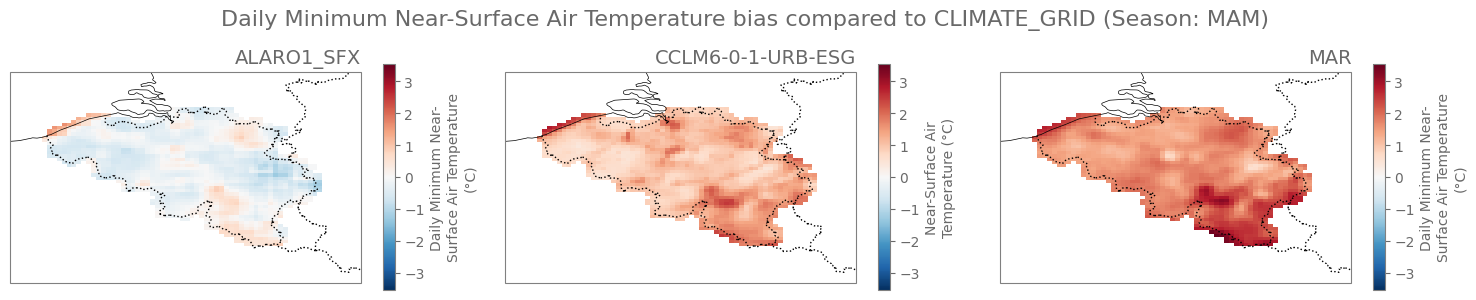 Daily Minimum Near-Surface Air Temperature bias compared to CLIMATE_GRID (Season: MAM)
ALARO1_SFX
3
2
1
0
−1
−2
−3
Daily Minimum Near-
Surface Air Temperature
(°C)
CCLM6-0-1-URB-ESG
3
2
1
0
−1
−2
−3
Near-Surface Air
Temperature (°C)
MAR
3
2
1
0
−1
−2
−3
Daily Minimum Near-
Surface Air Temperature
(°C)